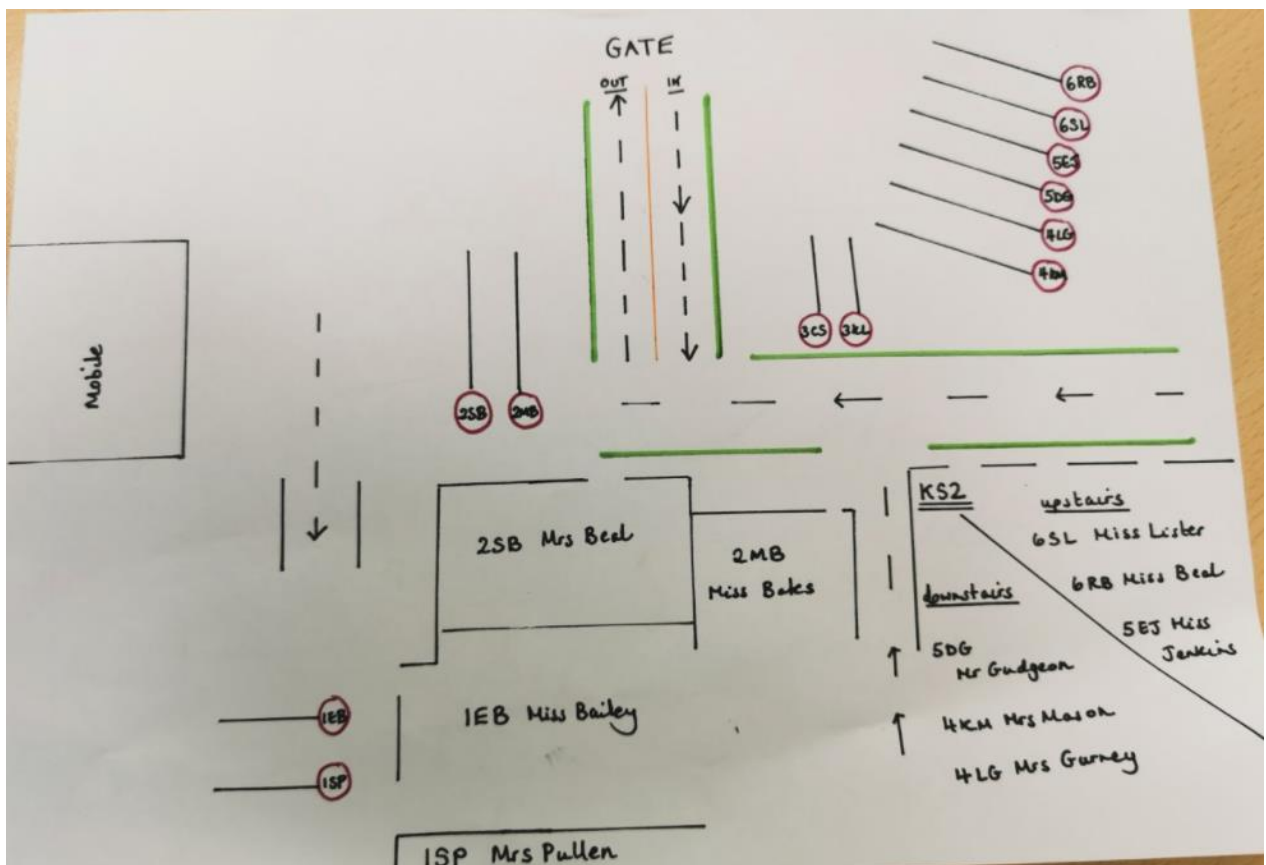 GATE
OUT
IN
6RB
6SL
5EJ
5DG
4LG
4KM
3CS
3KL
Mobile
2SB
2MB
2SB Mrs Beal
2MB
Miss Bates
KS2
upstairs
6SL Miss Lister
6RB Miss Beal
5EJ Miss
Jenkins
downstairs
5DG
Mr Gudgeon
4KM Mrs Mason
4LG Mrs Gurney
1EB
1SP
1EB Miss Bailey
1SP Mrs Pullen